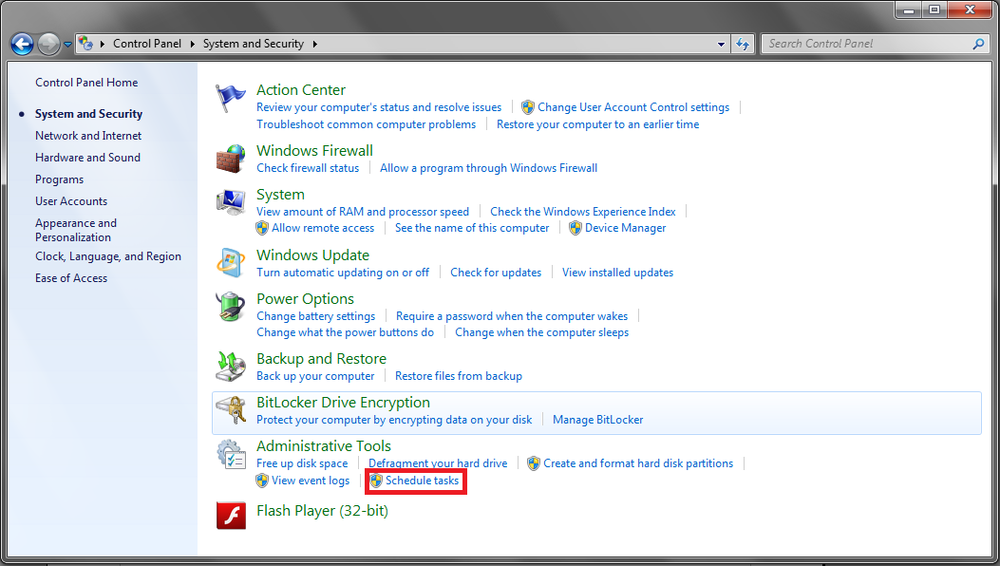 Control Panel System and Security
Search Control Panel
Control Panel Home
System and Security
Network and Internet
Hardware and Sound
Programs
User Accounts
Appearance and
Personalization
Clock, Language, and Region
Ease of Access
Action Center
Review your computer's status and resolve issues Change User Account Control settings
Troubleshoot common computer problems Restore your computer to an earlier time
Windows Firewall
Check firewall status Allow a program through Windows Firewall
System
View amount of RAM and processor speed Check the Windows Experience Index
Allow remote access See the name of this computer Device Manager
Windows Update
Turn automatic updating on or off Check for updates View installed updates
Power Options
Change battery settings Require a password when the computer wakes
Change what the power buttons do Change when the computer sleeps
Backup and Restore
Back up your computer Restore files from backup
BitLocker Drive Encryption
Protect your computer by encrypting data on your disk Manage BitLocker
Administrative Tools
Free up disk space Defragment your hard drive Create and format hard disk partitions
View event logs Schedule tasks
Flash Player (32-bit)